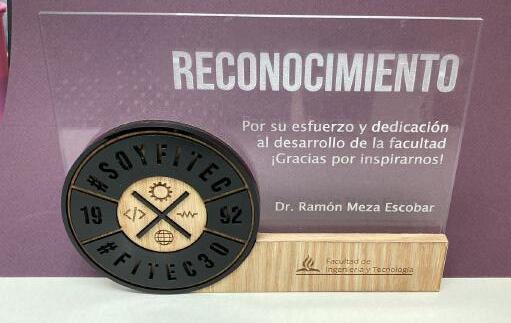 RECONOCIMIENTO
Por su esfuerzo y dedicación
al desarrollo de la facultad
¡Gracias por inspirarnos!
Dr. Ramón Meza Escobar
#SOYFITEC
19 92
</>
#FITEC30
Facultad de
Ingeniería y Tecnología